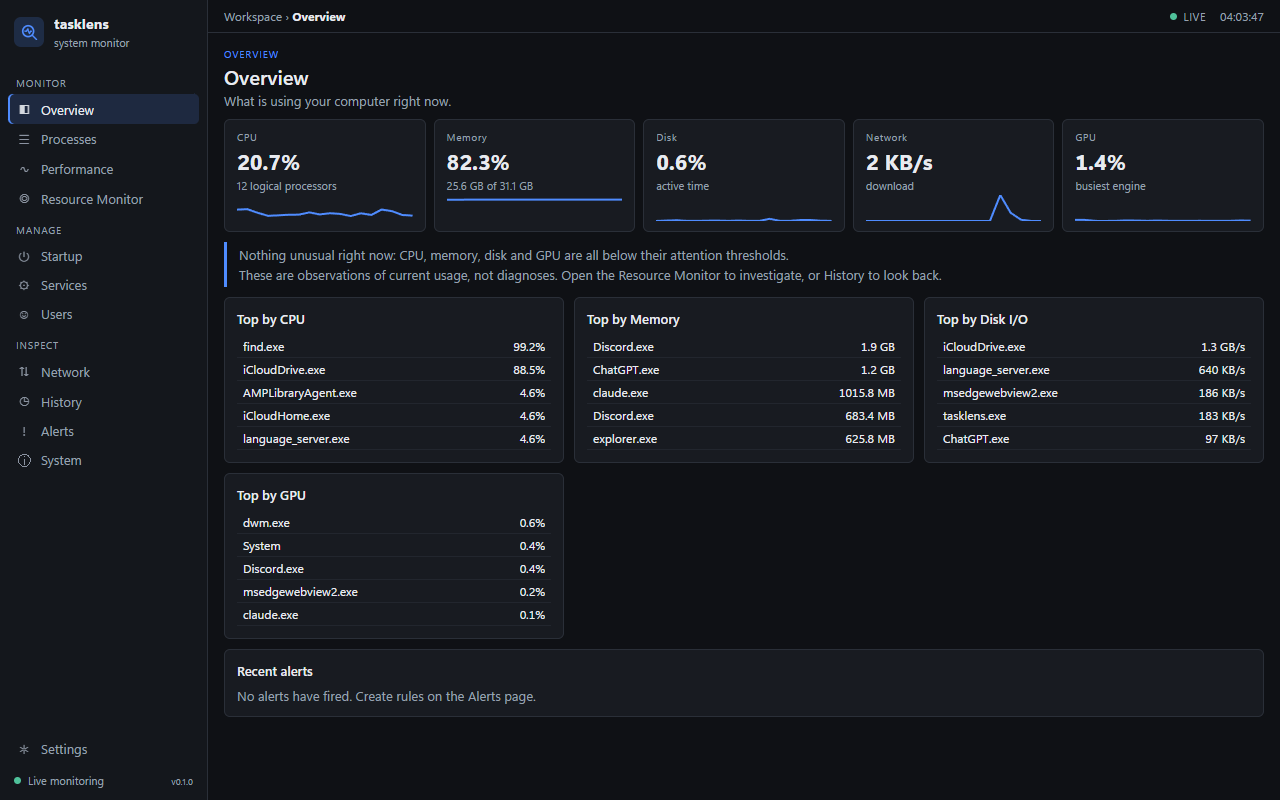 tasklens
system monitor
MONITOR
Overview
Processes
Performance
Resource Monitor
MANAGE
Startup
Services
Users
INSPECT
Network
History
Alerts
System
Settings
Live monitoring v0.1.0
Workspace › Overview
LIVE 04:03:47
OVERVIEW
Overview
What is using your computer right now.
CPU
20.7%
12 logical processors
Memory
82.3%
25.6 GB of 31.1 GB
Disk
0.6%
active time
Network
2 KB/s
download
GPU
1.4%
busiest engine
Nothing unusual right now: CPU, memory, disk and GPU are all below their attention thresholds.
These are observations of current usage, not diagnoses. Open the Resource Monitor to investigate, or History to look back.
Top by CPU
find.exe 99.2%
iCloudDrive.exe 88.5%
AMPLibraryAgent.exe 4.6%
iCloudHome.exe 4.6%
language_server.exe 4.6%
Top by Memory
Discord.exe 1.9 GB
ChatGPT.exe 1.2 GB
claude.exe 1015.8 MB
Discord.exe 683.4 MB
explorer.exe 625.8 MB
Top by Disk I/O
iCloudDrive.exe 1.3 GB/s
language_server.exe 640 KB/s
msedgewebview2.exe 186 KB/s
tasklens.exe 183 KB/s
ChatGPT.exe 97 KB/s
Top by GPU
dwm.exe 0.6%
System 0.4%
Discord.exe 0.4%
msedgewebview2.exe 0.2%
claude.exe 0.1%
Recent alerts
No alerts have fired. Create rules on the Alerts page.